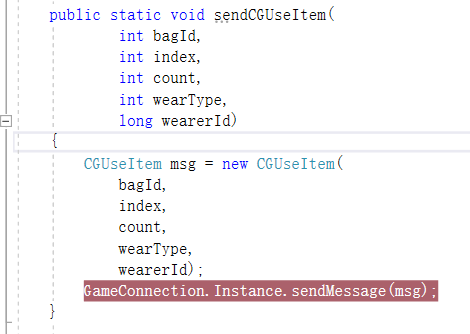 public static void sendCGUseItem(
int bagId,
int index,
int count,
int wearType,
long wearerId)
{
CGUseItem msg = new CGUseItem(
bagId,
index,
count,
wearType,
wearerId);
GameConnection.Instance.sendMessage(msg);
}